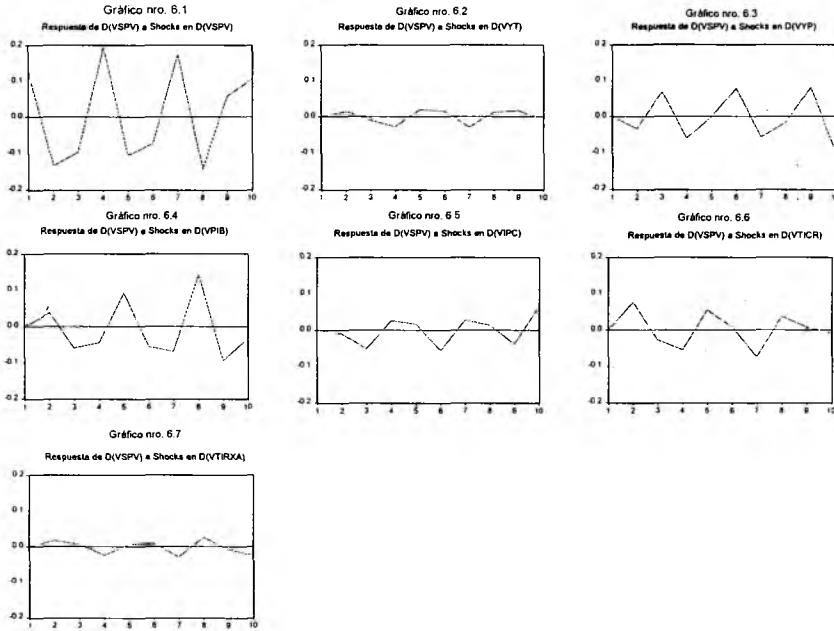 Gráfico nro. 6.1
Respuesta de D(VSPV) a Shocks en D(VSPV)
0.2
0.1
0.0
-0.1
-0.2
1 2 3 4 5 6 7 8 9 10
Gráfico nro. 6.2
Respuesta de D(VSPV) a Shocks en D(VYT)
0.2
0.1
0.0
-0.1
-0.2
1 2 3 4 5 6 7 8 9 10
Gráfico nro. 6.3
Respuesta de D(VSPV) a Shocks en D(VYP)
0.2
0.1
0.0
-0.1
-0.2
1 2 3 4 5 6 7 8 9
Gráfico nro. 6.4
Respuesta de D(VSPV) a Shocks en D(VPIB)
0.2
0.1
0.0
-0.1
-0.2
1 2 3 4 5 6 7 8 9 10
Gráfico nro. 6 5
Respuesta de D(VSPV) a Shocks en D(VIPC)
0.2
0.1
0.0
-0.1
-0.2
1 2 3 4 5 6 7 8 9 10
Gráfico nro. 6.6
Respuesta de D(VSPV) a Shocks en D(VTICR)
0.2
0.1
0.0
-0.1
-0.2
1 2 3 4 5 6 7 8 9 10
Gráfico nro. 6.7
Respuesta de D(VSPV) a Shocks en D(VTIRXA)
0.2
0.1
0.0
-0.1
-0.2
1 2 3 4 5 6 7 8 9 10